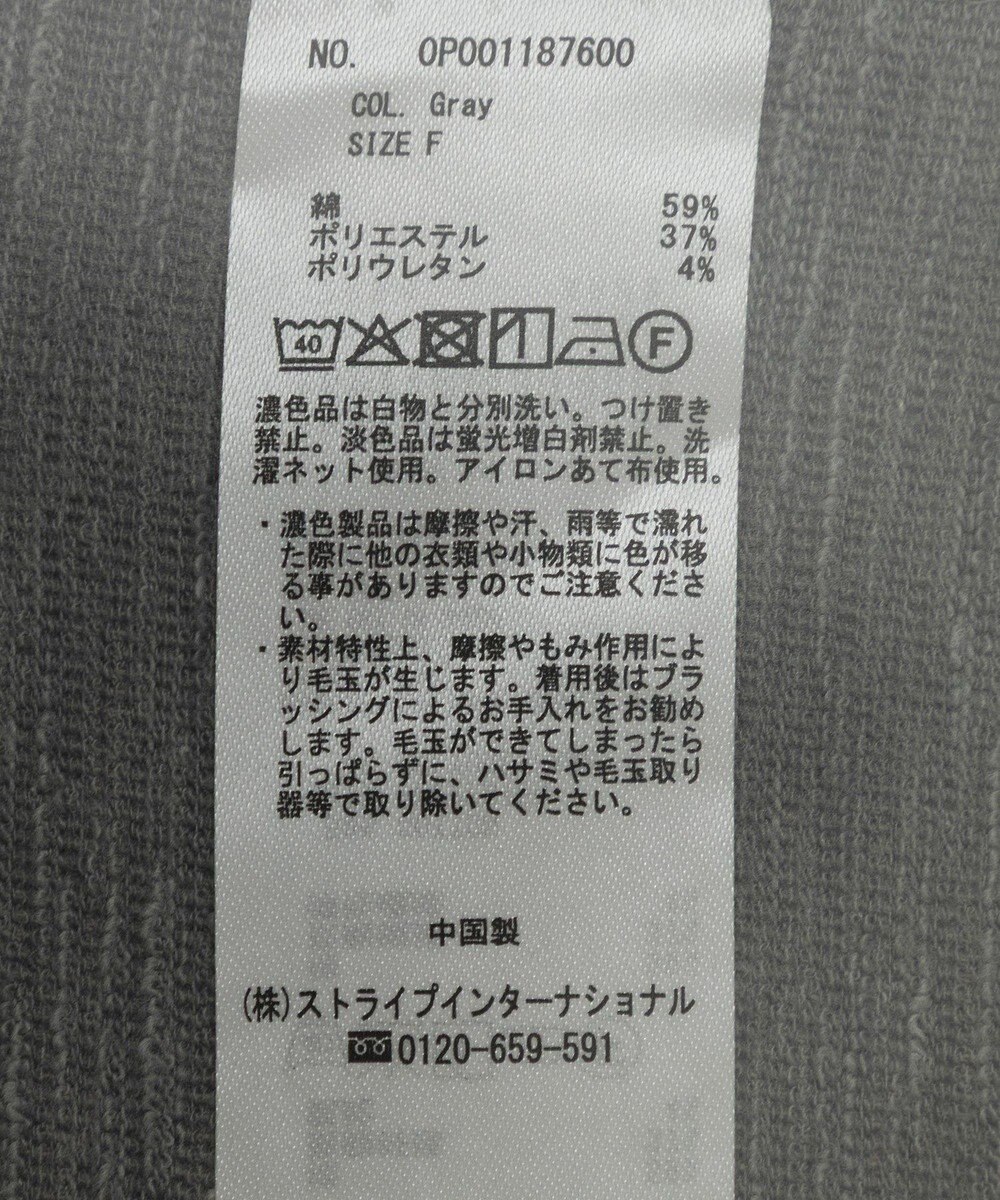 NO. OP001187600
COL. Gray
SIZE F
綿 59%
ポリエステル 37%
ポリウレタン 4%
40 F
濃色品は白物と分別洗い。つけ置き
禁止。淡色品は蛍光増白剤禁止。洗
濯ネット使用。アイロンあて布使用。
・濃色製品は摩擦や汗、雨等で濡れ
た際に他の衣類や小物類に色が移
る事がありますのでご注意くださ
い。
・素材特性上、摩擦やもみ作用によ
り毛玉が生じます。着用後はブラ
ッシングによるお手入れをお勧め
します。毛玉ができてしまったら
引っぱらずに、ハサミや毛玉取り
器等で取り除いてください。
中国製
(株)ストライプインターナショナル
0120-659-591